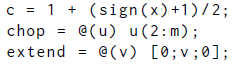 c = 1 + (sign(x)+1)/2;
chop = @(u) u(2:m);
extend = @(v) [0;v;0];